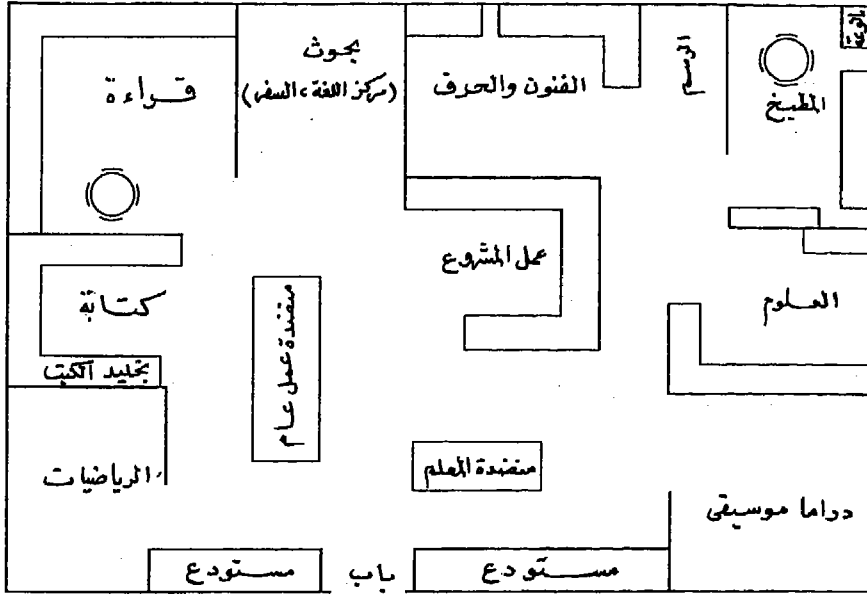 بالوعة
المطبخ
الرسم
الفنون والحرف
بحوث
(مركز اللغة، السفر)
قراءة
عمل المشروع
العلوم
كتابة
تجليد الكتب
منضدة عمل عام
الرياضيات
منضدة المعلم
دراما موسيقى
مستودع
باب
مستودع